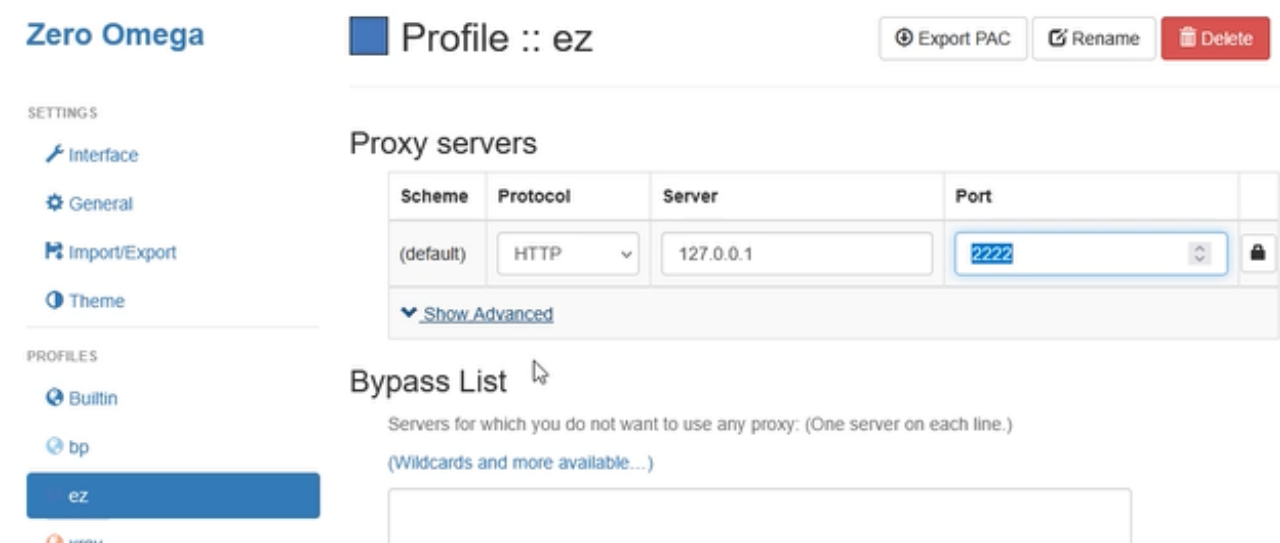 Zero Omega
Profile :: ez
Export PAC
Rename
Delete
SETTINGS
Interface
General
Import/Export
Theme
PROFILES
Builtin
bp
ez
Proxy servers
Scheme Protocol Server Port
(default) HTTP 127.0.0.1 2222
Show Advanced
Bypass List
Servers for which you do not want to use any proxy: (One server on each line.)
(Wildcards and more available...)